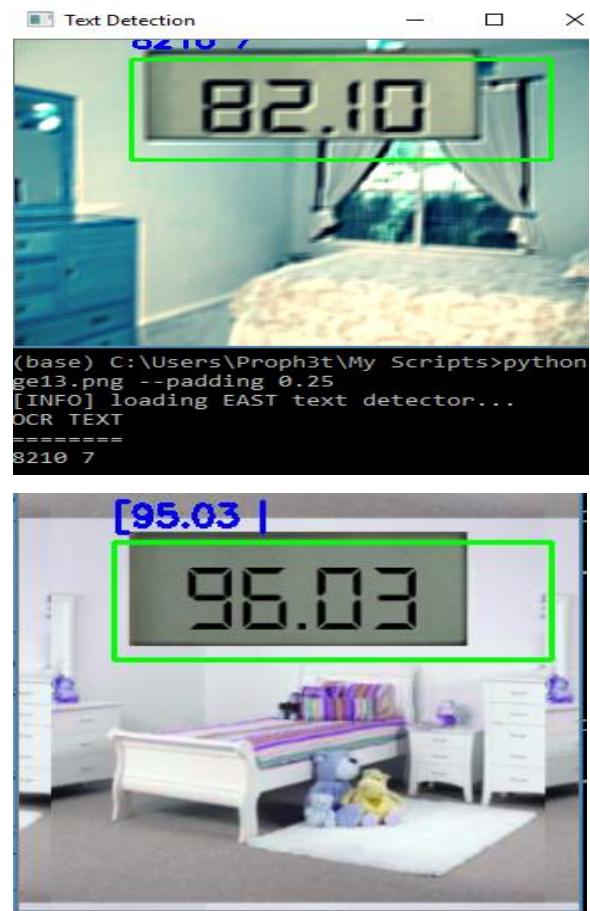 Text Detection
8210 7
82.10
(base) C:\Users\Proph3t\My Scripts>python
ge13.png --padding 0.25
[INFO] loading EAST text detector...
OCR TEXT
========
8210 7
[95.03 |
96.03